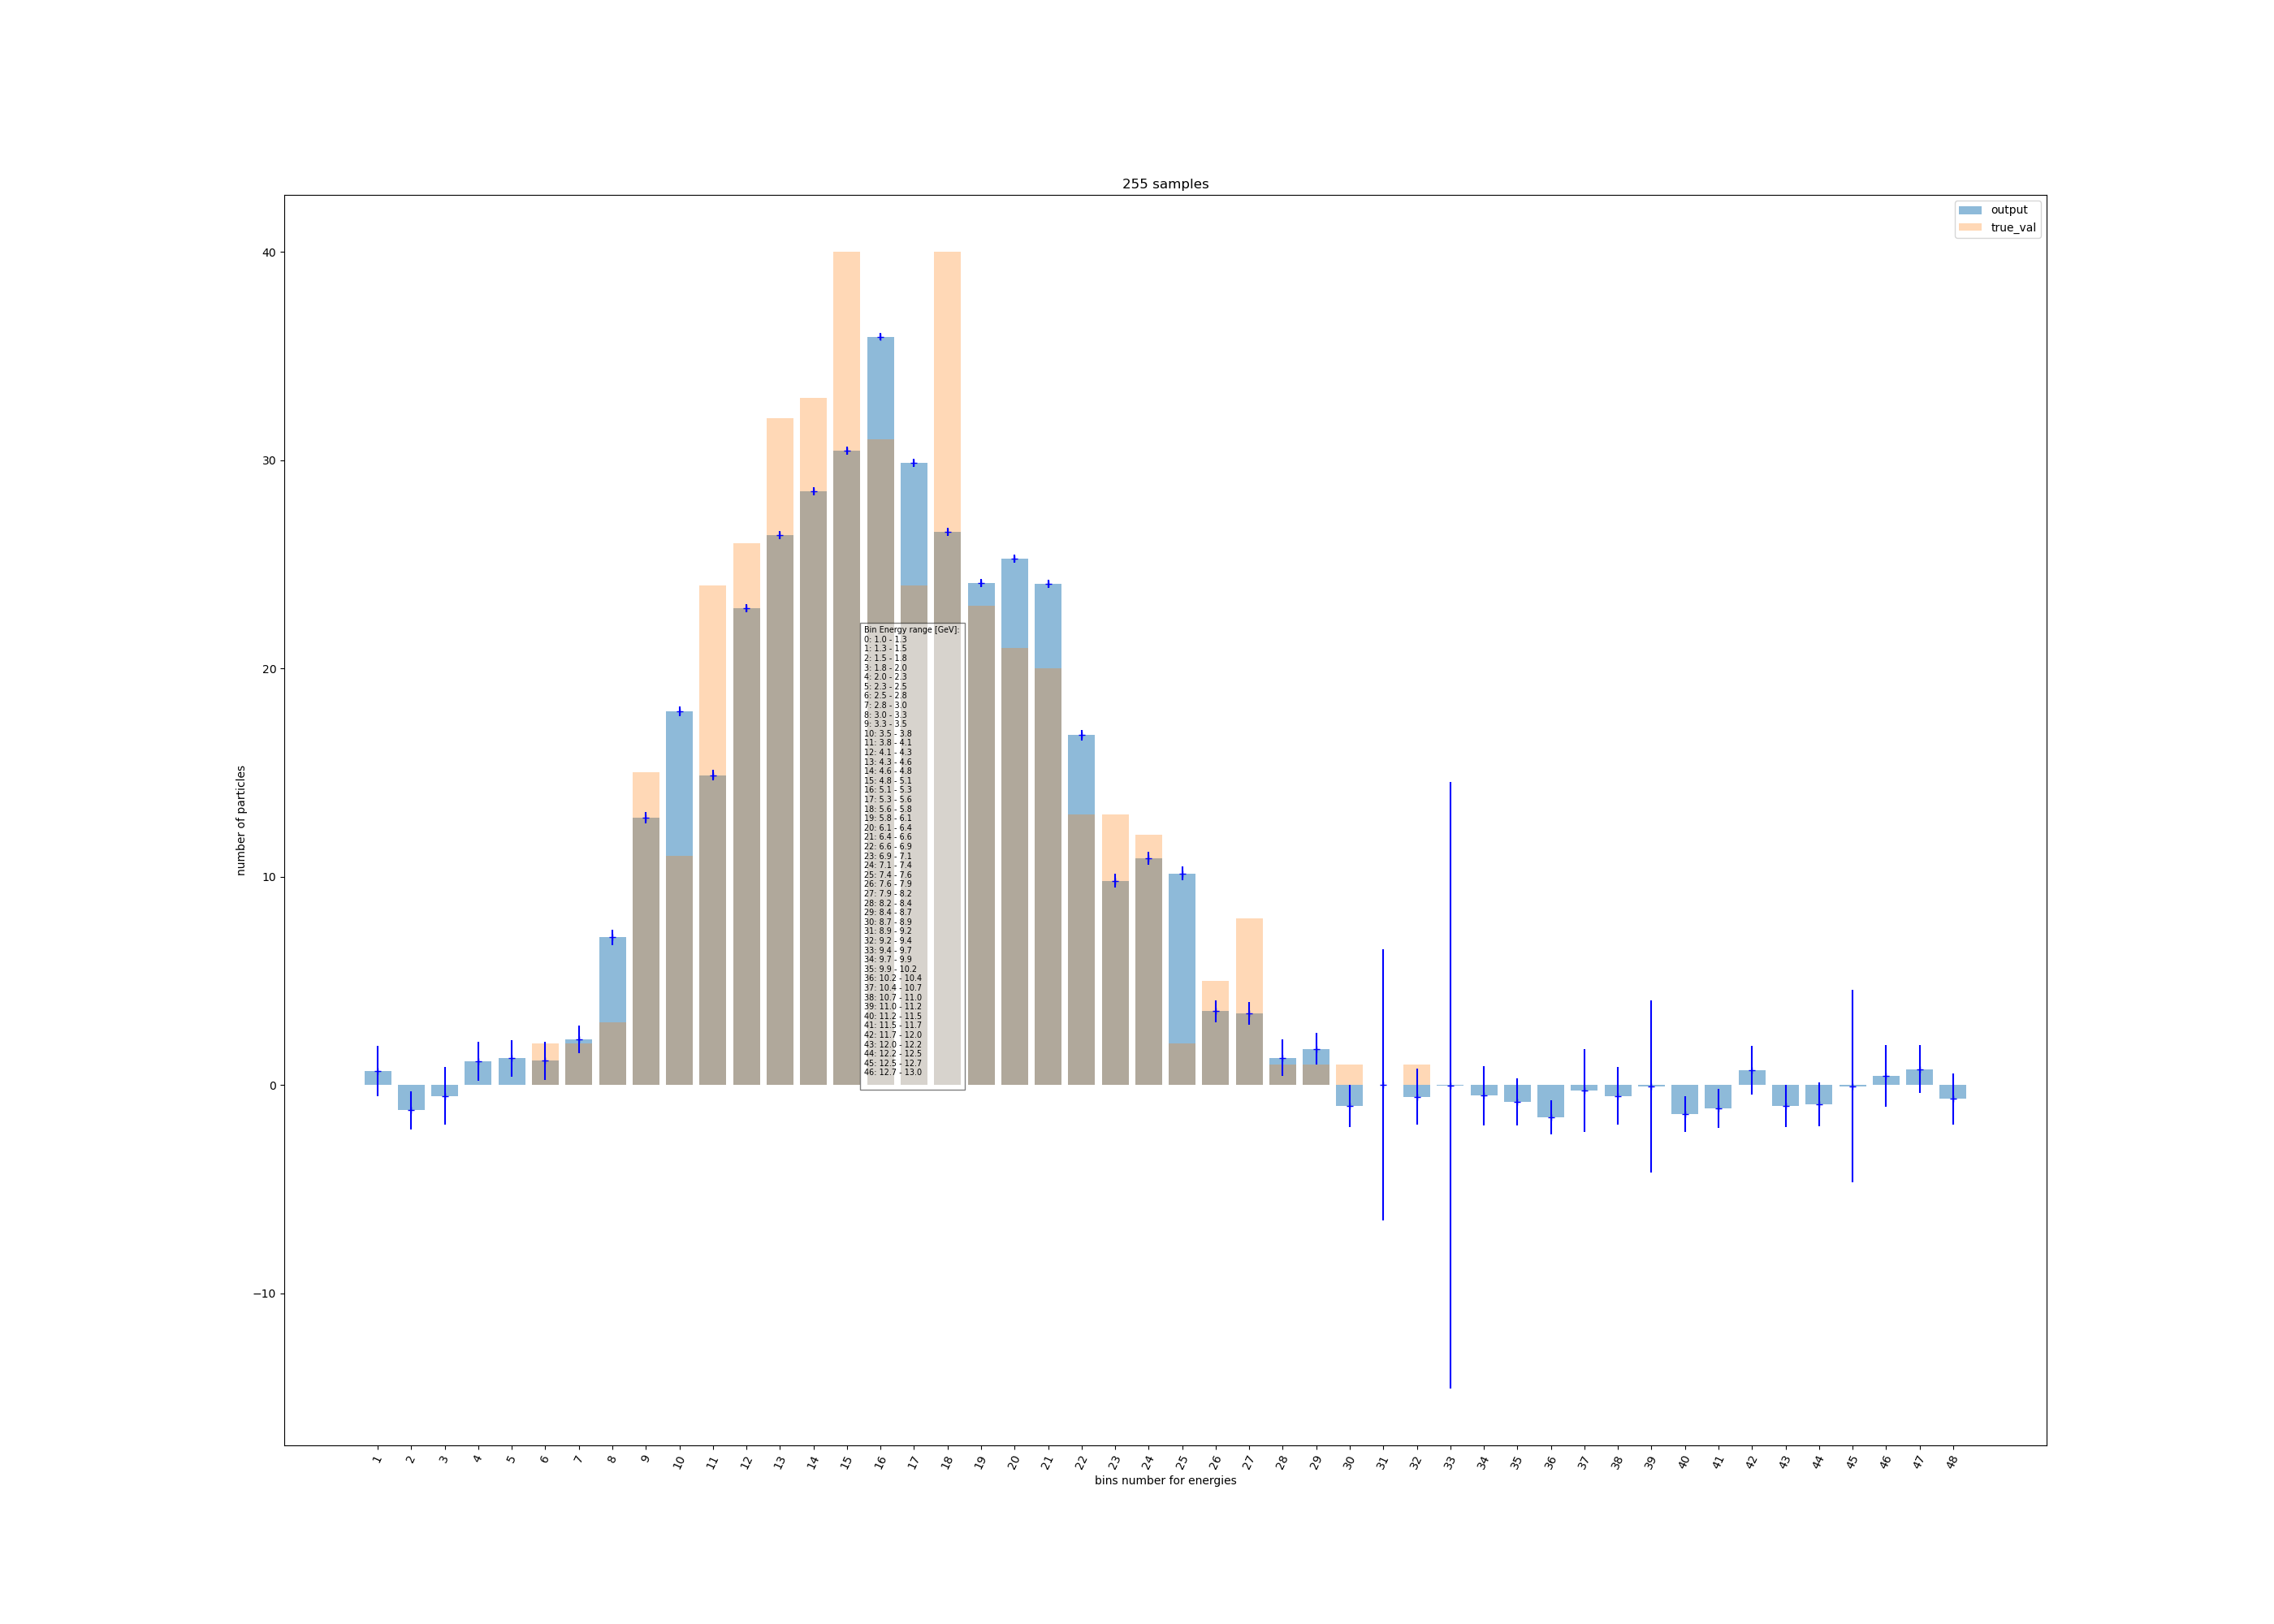 255 samples
output
true_val
40
30
20
10
0
−10
number of particles
Bin Energy range [GeV]:
0: 1.0 - 1.3
1: 1.3 - 1.5
2: 1.5 - 1.8
3: 1.8 - 2.0
4: 2.0 - 2.3
5: 2.3 - 2.5
6: 2.5 - 2.8
7: 2.8 - 3.0
8: 3.0 - 3.3
9: 3.3 - 3.5
10: 3.5 - 3.8
11: 3.8 - 4.1
12: 4.1 - 4.3
13: 4.3 - 4.6
14: 4.6 - 4.8
15: 4.8 - 5.1
16: 5.1 - 5.3
17: 5.3 - 5.6
18: 5.6 - 5.8
19: 5.8 - 6.1
20: 6.1 - 6.4
21: 6.4 - 6.6
22: 6.6 - 6.9
23: 6.9 - 7.1
24: 7.1 - 7.4
25: 7.4 - 7.6
26: 7.6 - 7.9
27: 7.9 - 8.2
28: 8.2 - 8.4
29: 8.4 - 8.7
30: 8.7 - 8.9
31: 8.9 - 9.2
32: 9.2 - 9.4
33: 9.4 - 9.7
34: 9.7 - 9.9
35: 9.9 - 10.2
36: 10.2 - 10.4
37: 10.4 - 10.7
38: 10.7 - 11.0
39: 11.0 - 11.2
40: 11.2 - 11.5
41: 11.5 - 11.7
42: 11.7 - 12.0
43: 12.0 - 12.2
44: 12.2 - 12.5
45: 12.5 - 12.7
46: 12.7 - 13.0
1 2 3 4 5 6 7 8 9 10 11 12 13 14 15 16 17 18 19 20 21 22 23 24 25 26 27 28 29 30 31 32 33 34 35 36 37 38 39 40 41 42 43 44 45 46 47 48
bins number for energies